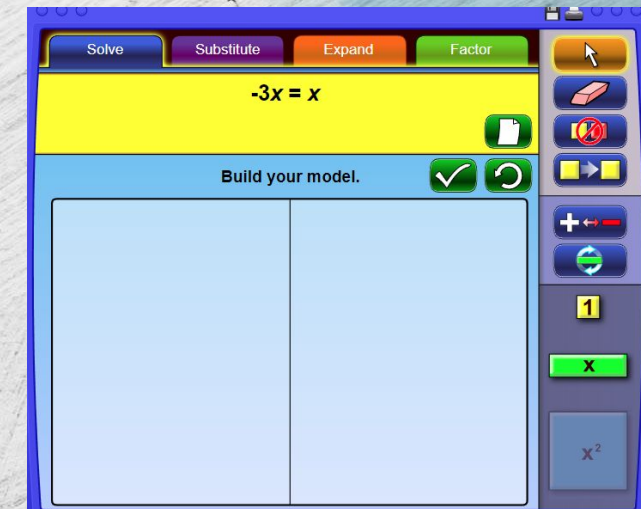 Solve Substitute Expand Factor
-3x = x
Build your model.
1
x
x²